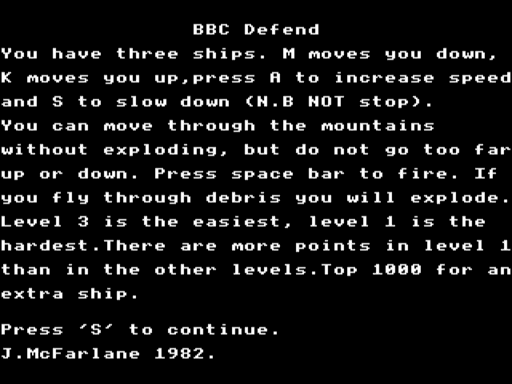 BBC Defend
You have three ships. M moves you down,
K moves you up,press A to increase speed
and S to slow down (N.B NOT stop).
You can move through the mountains
without exploding, but do not go too far
up or down. Press space bar to fire. If
you fly through debris you will explode.
Level 3 is the easiest, level 1 is the
hardest.There are more points in level 1
than in the other levels.Top 1000 for an
extra ship.
Press 'S' to continue.
J.McFarlane 1982.